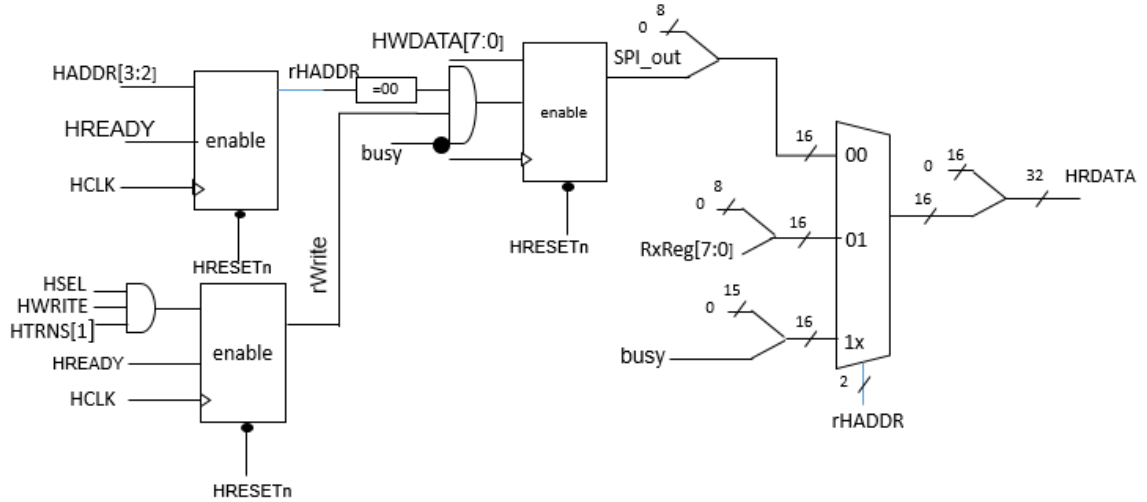 8
0
HWDATA[7:0]
SPI_out
HADDR[3:2]
rHADDR
=00
HREADY
enable
enable
busy
HCLK
16
00
16
0
32
HRDATA
8
0
16
16
01
RxReg[7:0]
HRESETn
HRESETn
rWrite
HSEL
HWRITE
HTRNS[1]
15
0
16
1x
busy
HREADY
enable
HCLK
2
rHADDR
HRESETn